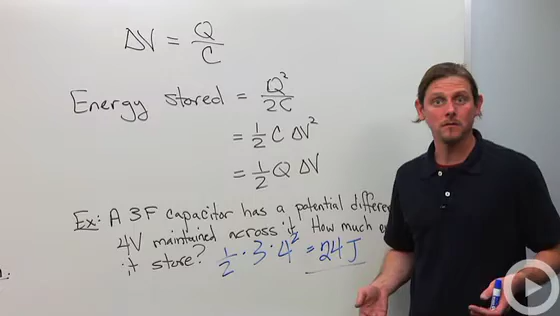 ΔV = Q/C
Energy stored = Q²/2C
= 1/2 C ΔV²
= 1/2 Q ΔV
Ex: A 3F capacitor has a potential
4V maintained across it. How much
it store? 1/2 · 3 · 4² = 24 J